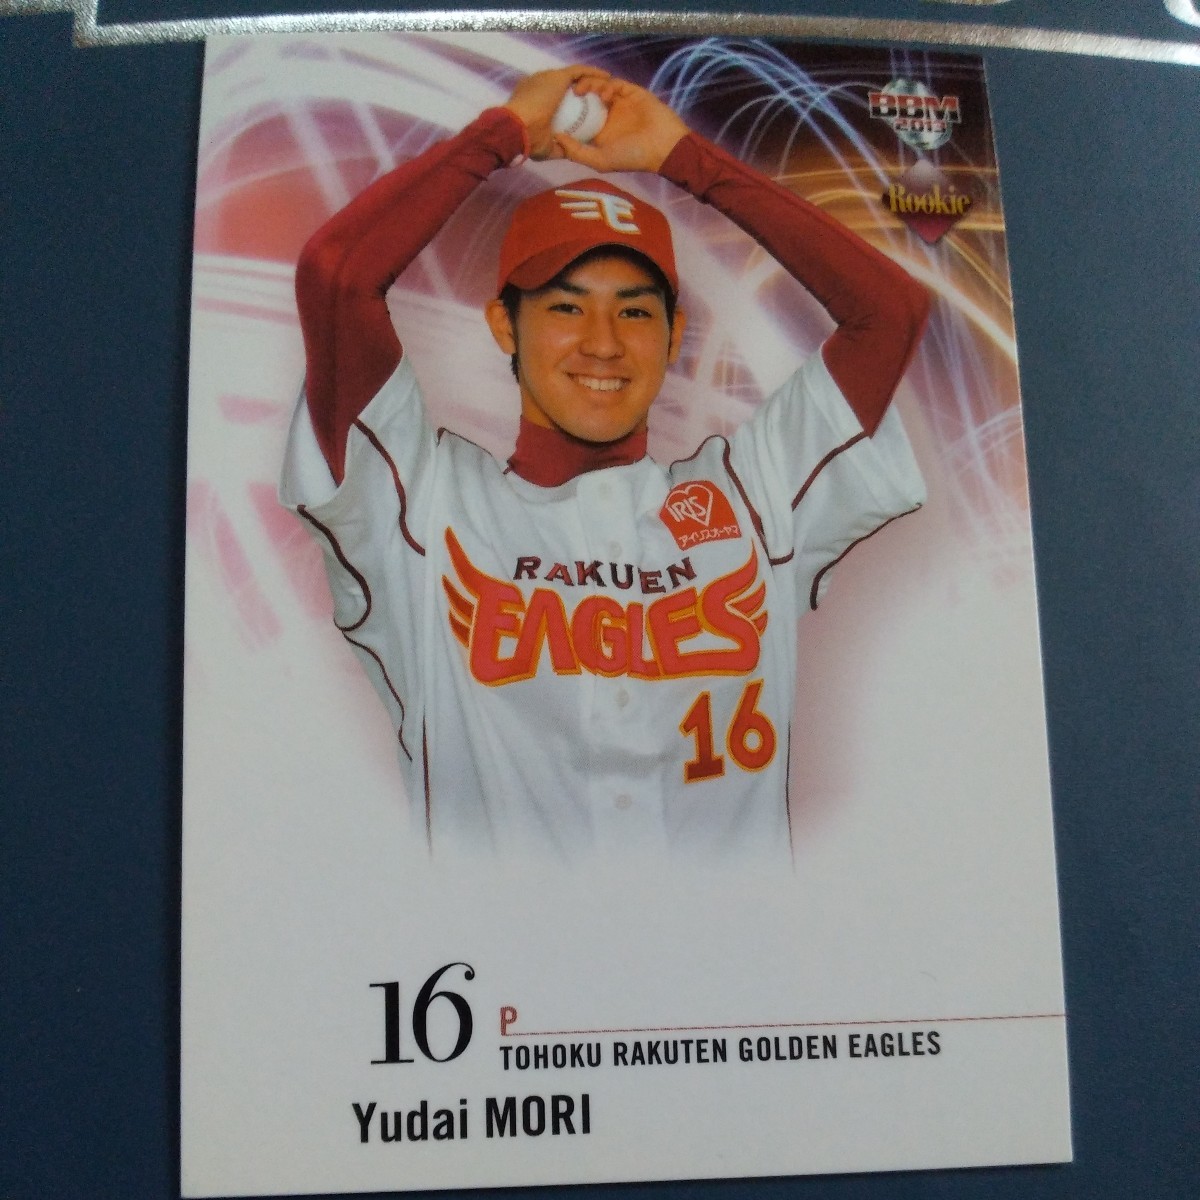 BBM
2013
Rookie
IRIS
アイリスオーヤマ
RAKUEN
EAGLES
16
16
P
TOHOKU RAKUTEN GOLDEN EAGLES
Yudai MORI